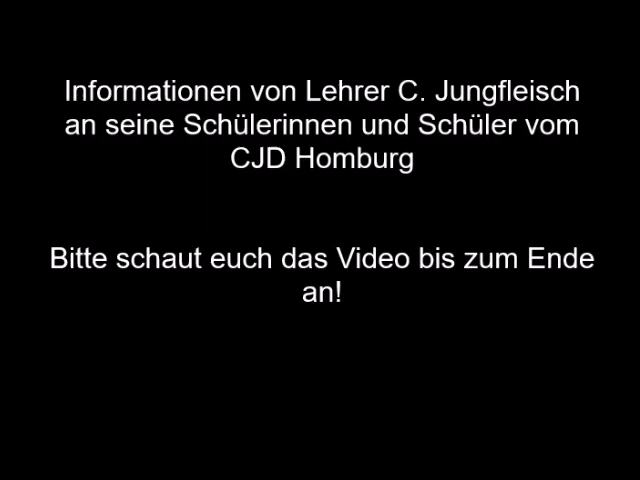 Informationen von Lehrer C. Jungfleisch
an seine Schülerinnen und Schüler vom
CJD Homburg
Bitte schaut euch das Video bis zum Ende
an!